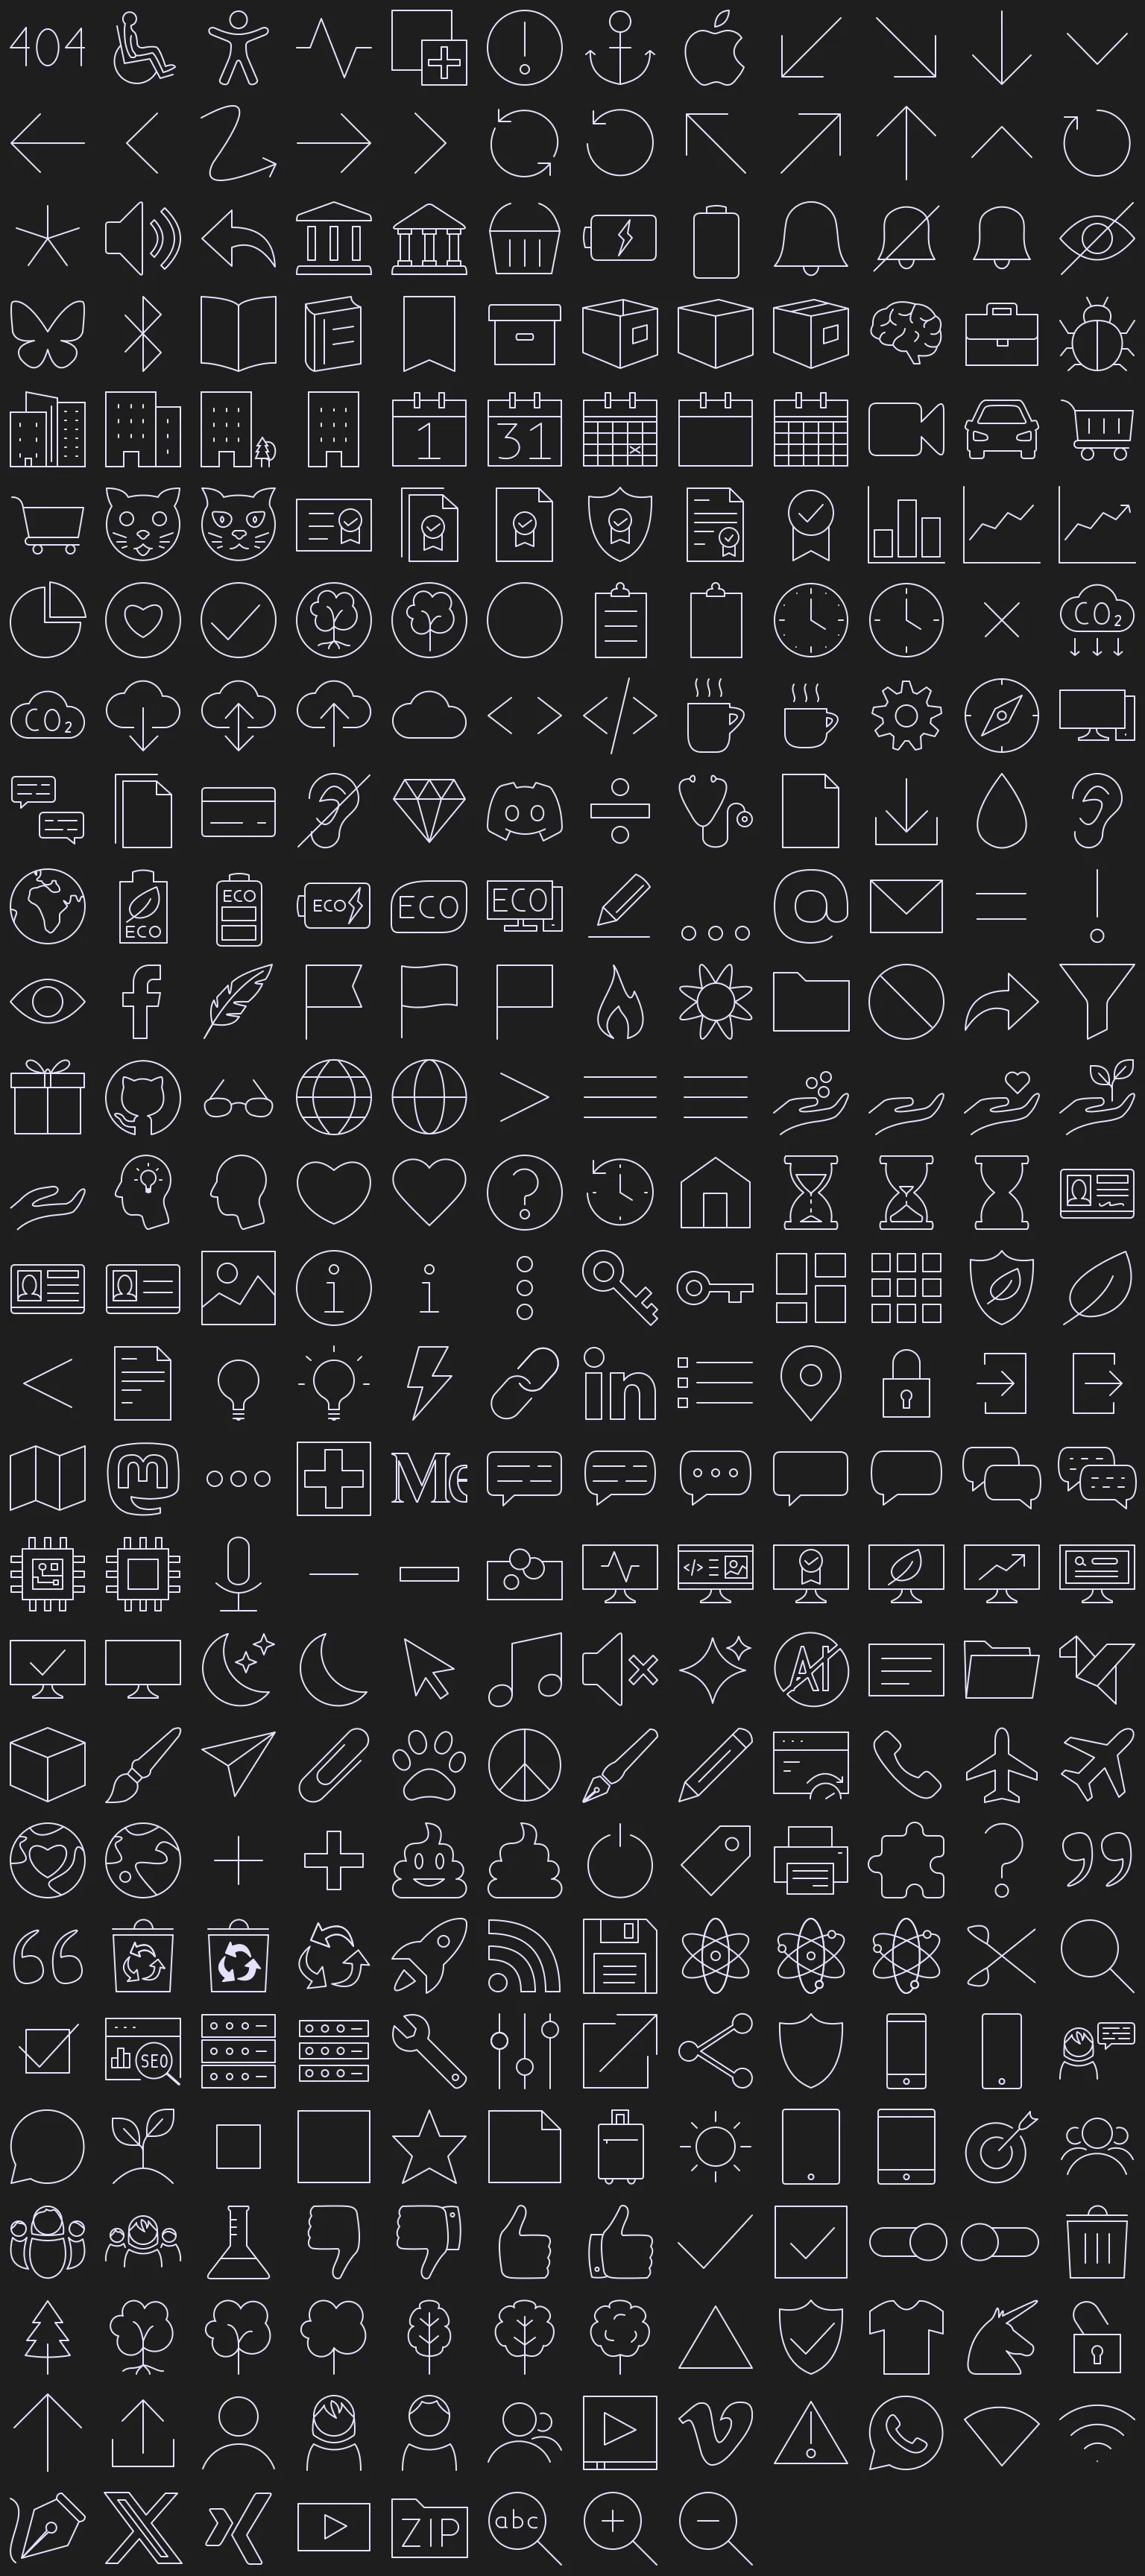 404
1 31
CO₂
CO₂
ECO ECO ECO ECO ECO
@
f
i i
in
m Me
</>
AI
SEO
X
ZIP abc